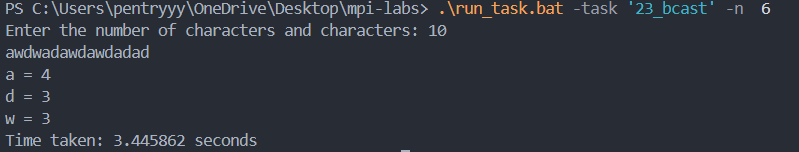 PS C:\Users\pentryyy\OneDrive\Desktop\mpi-labs> .\run_task.bat -task '23_bcast' -n  6
Enter the number of characters and characters: 10
awdwadawdawdadad
a = 4
d = 3
w = 3
Time taken: 3.445862 seconds